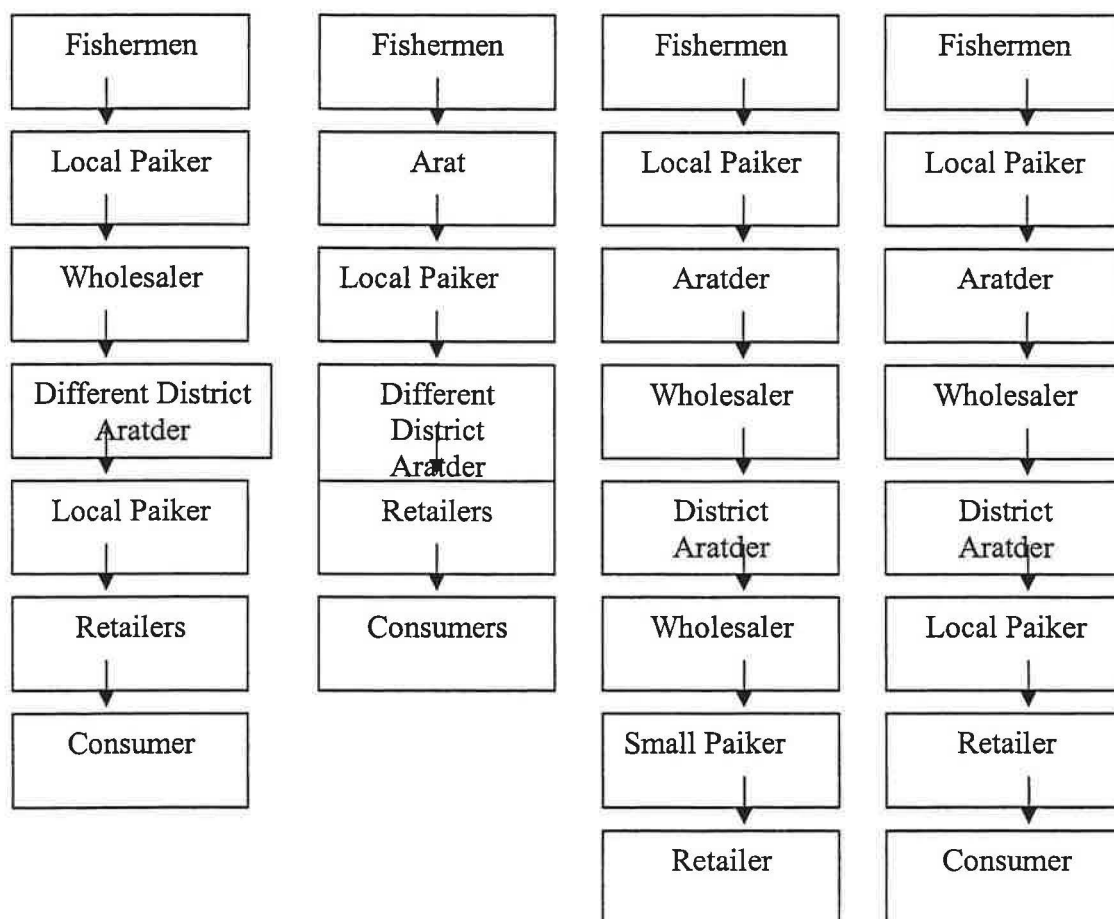 Fishermen
Local Paiker
Wholesaler
Different District
Aratder
Local Paiker
Retailers
Consumer
Fishermen
Arat
Local Paiker
Different
District
Aratder
Retailers
Consumers
Fishermen
Local Paiker
Aratder
Wholesaler
District
Aratder
Wholesaler
Small Paiker
Retailer
Fishermen
Local Paiker
Aratder
Wholesaler
District
Aratder
Local Paiker
Retailer
Consumer